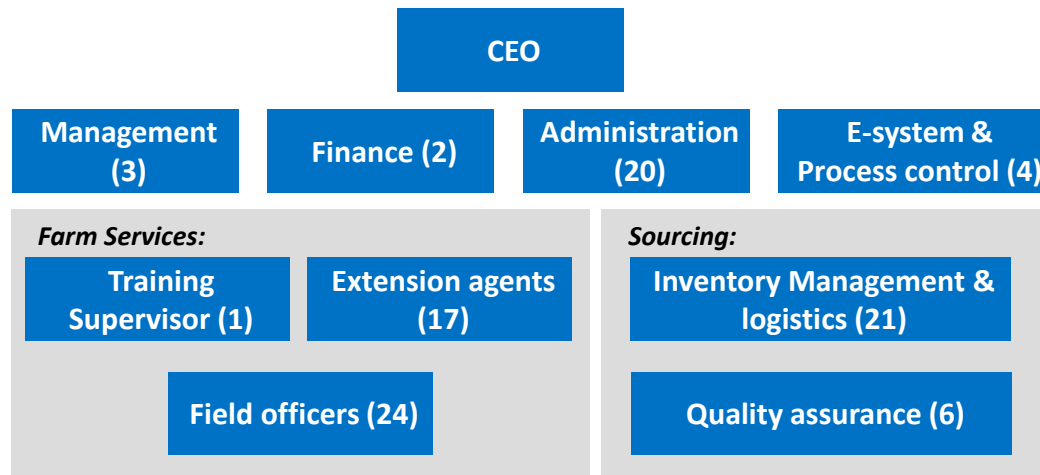 CEO
Management
(3)
Finance (2)
Administration
(20)
E-system &
Process control (4)
Farm Services:
Training
Supervisor (1)
Extension agents
(17)
Field officers (24)
Sourcing:
Inventory Management &
logistics (21)
Quality assurance (6)